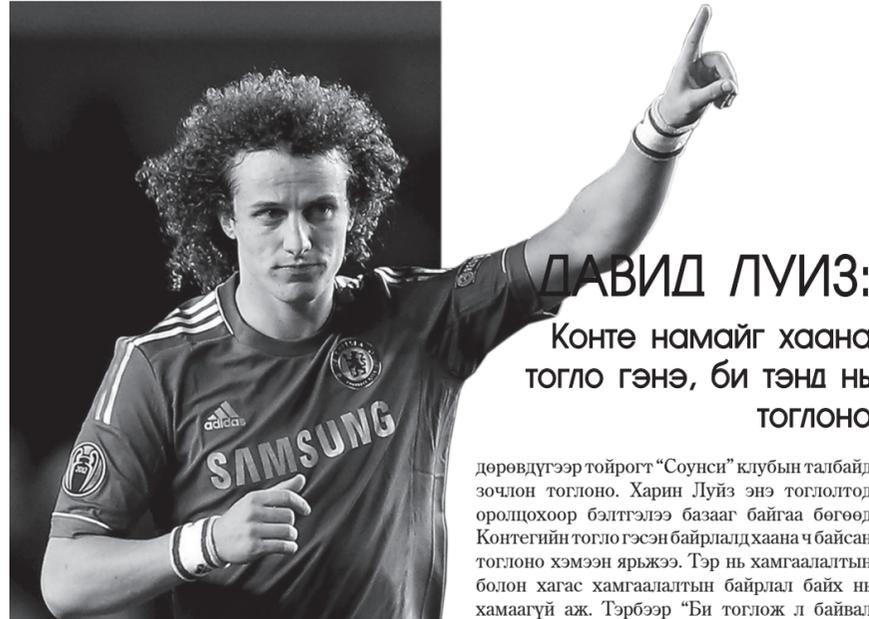 ДАВИД ЛУИЗ:
Конте намайг хаана
тогло гэнэ, би тэнд нь
тоглоно
дөрөвдүгээр тойрогт “Соунси” клубын талбайд
зочлон тоглоно. Харин Луйз энэ тоглолтод
оролцохоор бэлтгэлээ базааг байгаа бөгөөд
Контегийн тогло гэсэн байрлалд хаана ч байсан
тоглоно хэмээн ярьжээ. Тэр нь хамгаалалтын
болон хагас хамгаалалтын байрлал байх нь
хамаагүй аж. Тэрбээр “Би тоглож л байвал
adidas
SAMSUNG